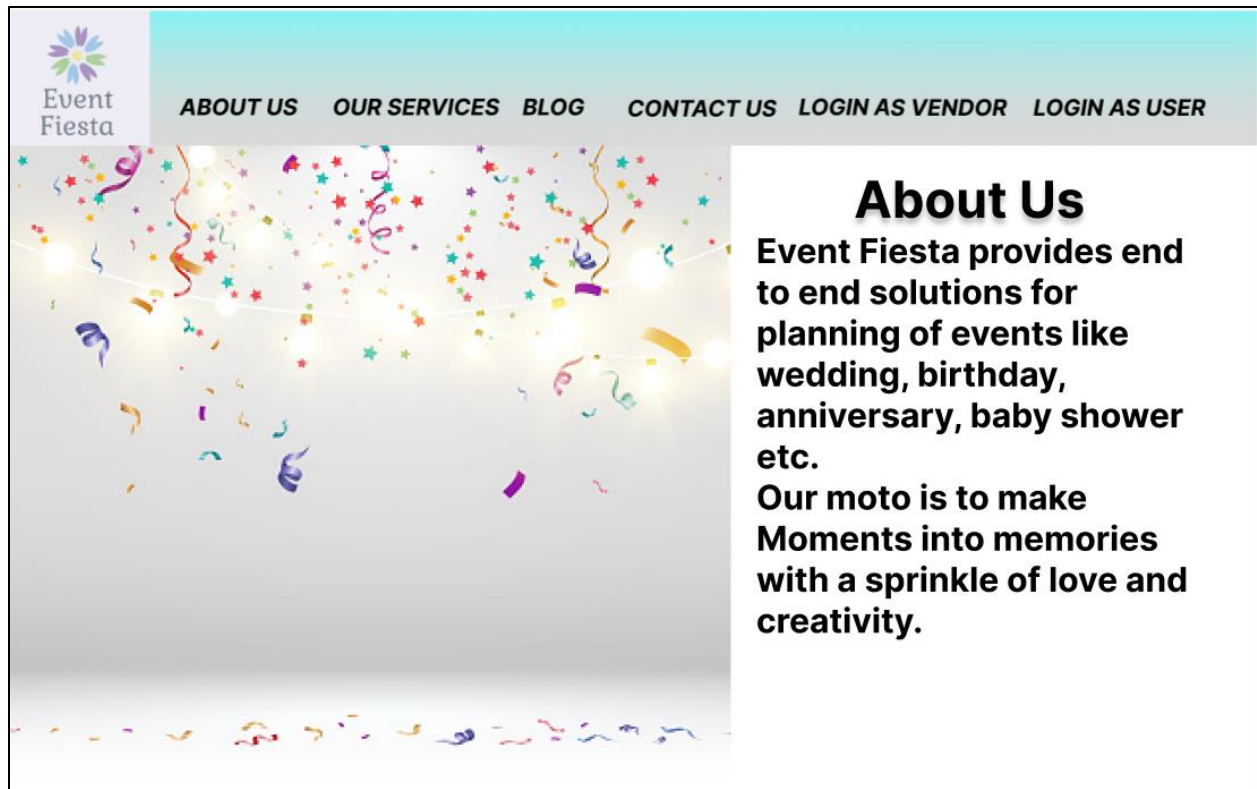 Event
Fiesta
ABOUT US OUR SERVICES BLOG CONTACT US LOGIN AS VENDOR LOGIN AS USER
About Us
Event Fiesta provides end
to end solutions for
planning of events like
wedding, birthday,
anniversary, baby shower
etc.
Our moto is to make
Moments into memories
with a sprinkle of love and
creativity.